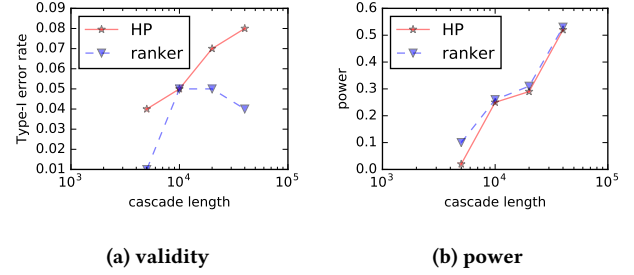 0.09
0.08
0.07
0.06
0.05
0.04
0.03
0.02
0.01
Type-I error rate
HP
ranker
10^3
10^4
10^5
cascade length
(a) validity
0.6
0.5
0.4
0.3
0.2
0.1
0.0
power
HP
ranker
10^3
10^4
10^5
cascade length
(b) power